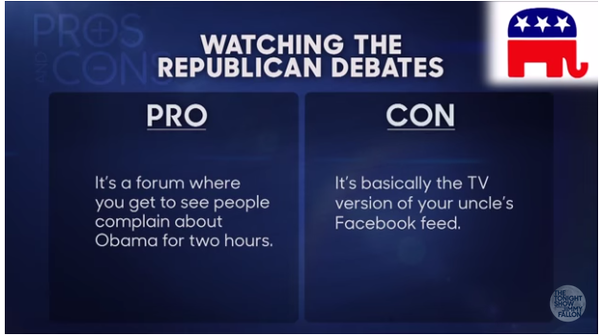 PROS
AND
CONS
WATCHING THE
REPUBLICAN DEBATES
PRO
It's a forum where
you get to see people
complain about
Obama for two hours.
CON
It's basically the TV
version of your uncle's
Facebook feed.
THE
TONIGHT
SHOW
JIMMY
FALLON